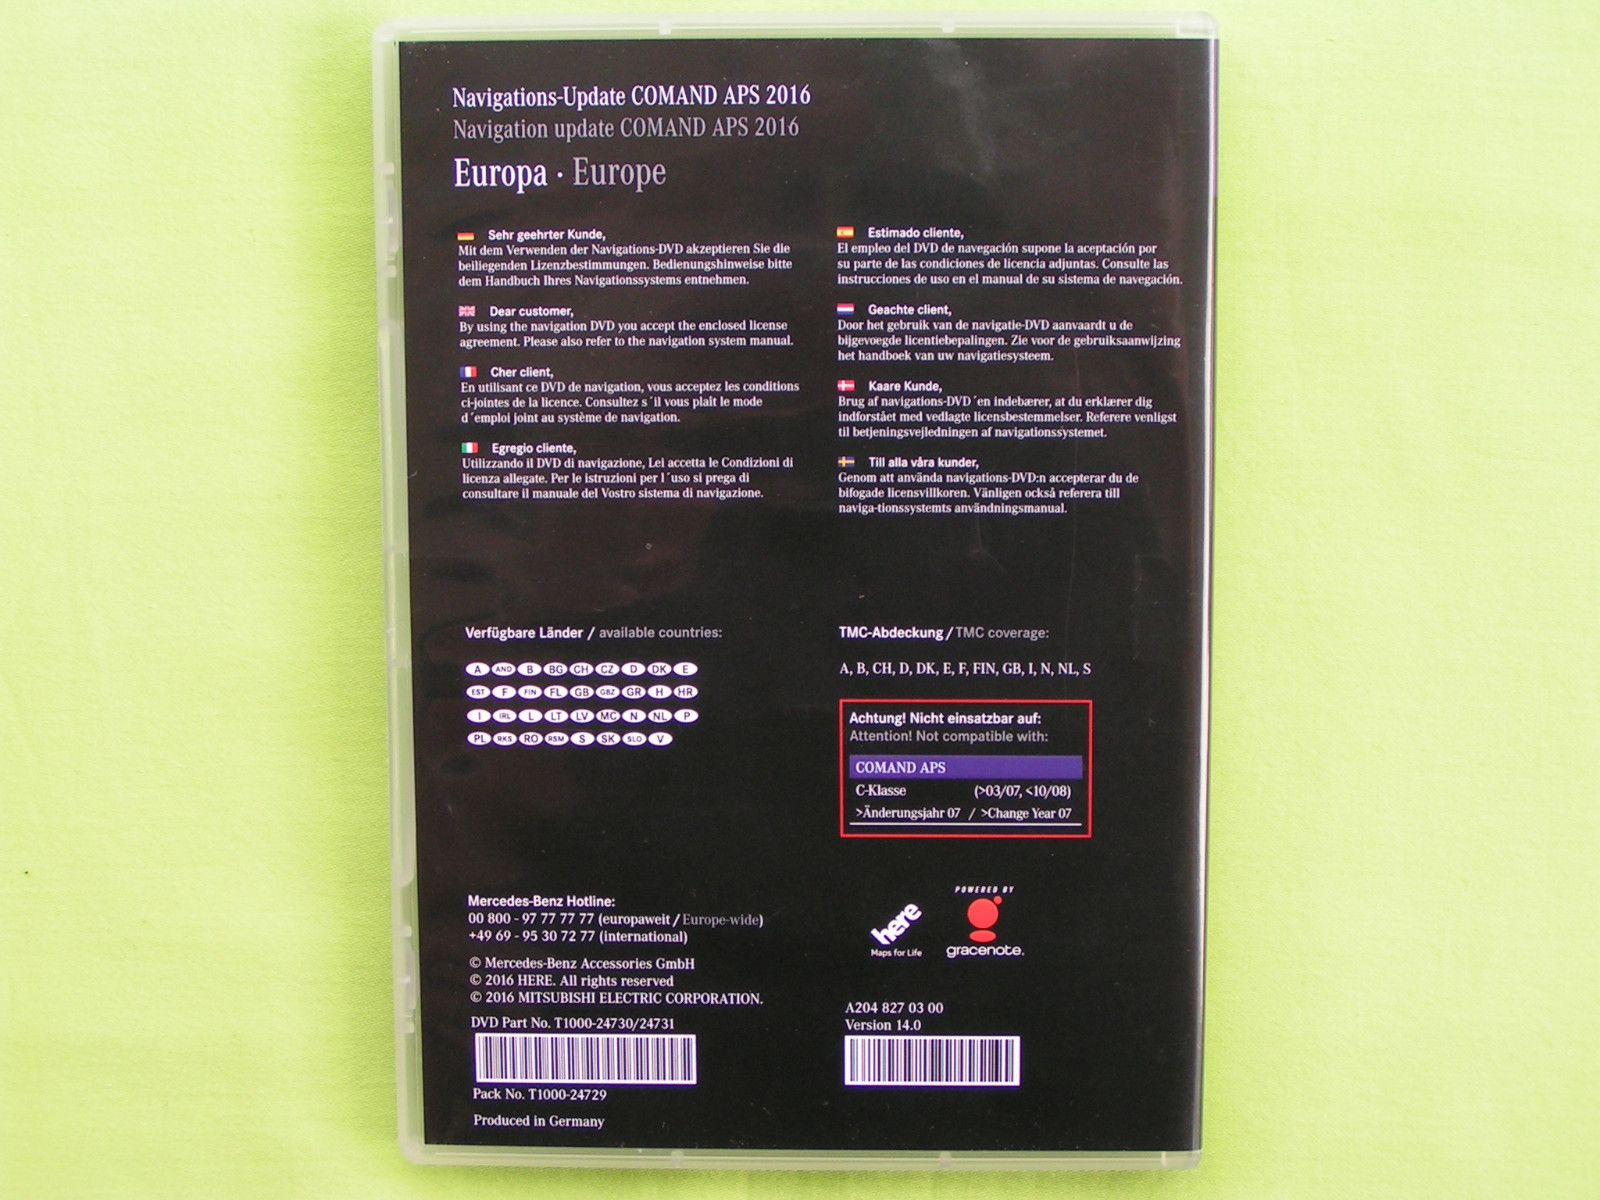 Navigations-Update COMAND APS 2016
Navigation update COMAND APS 2016
Europa · Europe
Sehr geehrter Kunde,
Mit dem Verwenden der Navigations-DVD akzeptieren Sie die
beiliegenden Lizenzbestimmungen. Bedienungshinweise bitte
dem Handbuch Ihres Navigationssystems entnehmen.
Dear customer,
By using the navigation DVD you accept the enclosed license
agreement. Please also refer to the navigation system manual.
Cher client,
En utilisant ce DVD de navigation, vous acceptez les conditions
ci-jointes de la licence. Consultez s´il vous plaît le mode
d´emploi joint au système de navigation.
Egregio cliente,
Utilizzando il DVD di navigazione, Lei accetta le Condizioni di
licenza allegate. Per le istruzioni per l´uso si prega di
consultare il manuale del Vostro sistema di navigazione.
Estimado cliente,
El empleo del DVD de navegación supone la aceptación por
su parte de las condiciones de licencia adjuntas. Consulte las
instrucciones de uso en el manual de su sistema de navegación.
Geachte client,
Door het gebruik van de navigatie-DVD aanvaardt u de
bijgevoegde licentiebepalingen. Zie voor de gebruiksaanwijzing
het handboek van uw navigatiesysteem.
Kaare Kunde,
Brug af navigations-DVD´en indebærer, at du erklærer dig
indforstået med vedlagte licensbestemmelser. Referere venligst
til betjeningsvejledningen af navigationssystemet.
Till alla våra kunder,
Genom att använda navigations-DVD:n accepterar du de
bifogade licensvillkoren. Vänligen också referera till
naviga-tionssystemts användningsmanual.
Verfügbare Länder / available countries:
A AND B BG CH CZ D DK E
EST F FIN FL GB GBZ GR H HR
I IRL L LT LV MC N NL P
PL RKS RO RSM S SK SLO V
TMC-Abdeckung / TMC coverage:
A, B, CH, D, DK, E, F, FIN, GB, I, N, NL, S
Achtung! Nicht einsatzbar auf:
Attention! Not compatible with:
COMAND APS
C-Klasse (>03/07, <10/08)
>Änderungsjahr 07 / >Change Year 07
Mercedes-Benz Hotline:
00 800 - 97 77 77 77 (europaweit / Europe-wide)
+49 69 - 95 30 72 77 (international)
© Mercedes-Benz Accessories GmbH
© 2016 HERE. All rights reserved
© 2016 MITSUBISHI ELECTRIC CORPORATION.
DVD Part No. T1000-24730/24731
Pack No. T1000-24729
Produced in Germany
here
Maps for Life
POWERED BY
gracenote.
A204 827 03 00
Version 14.0